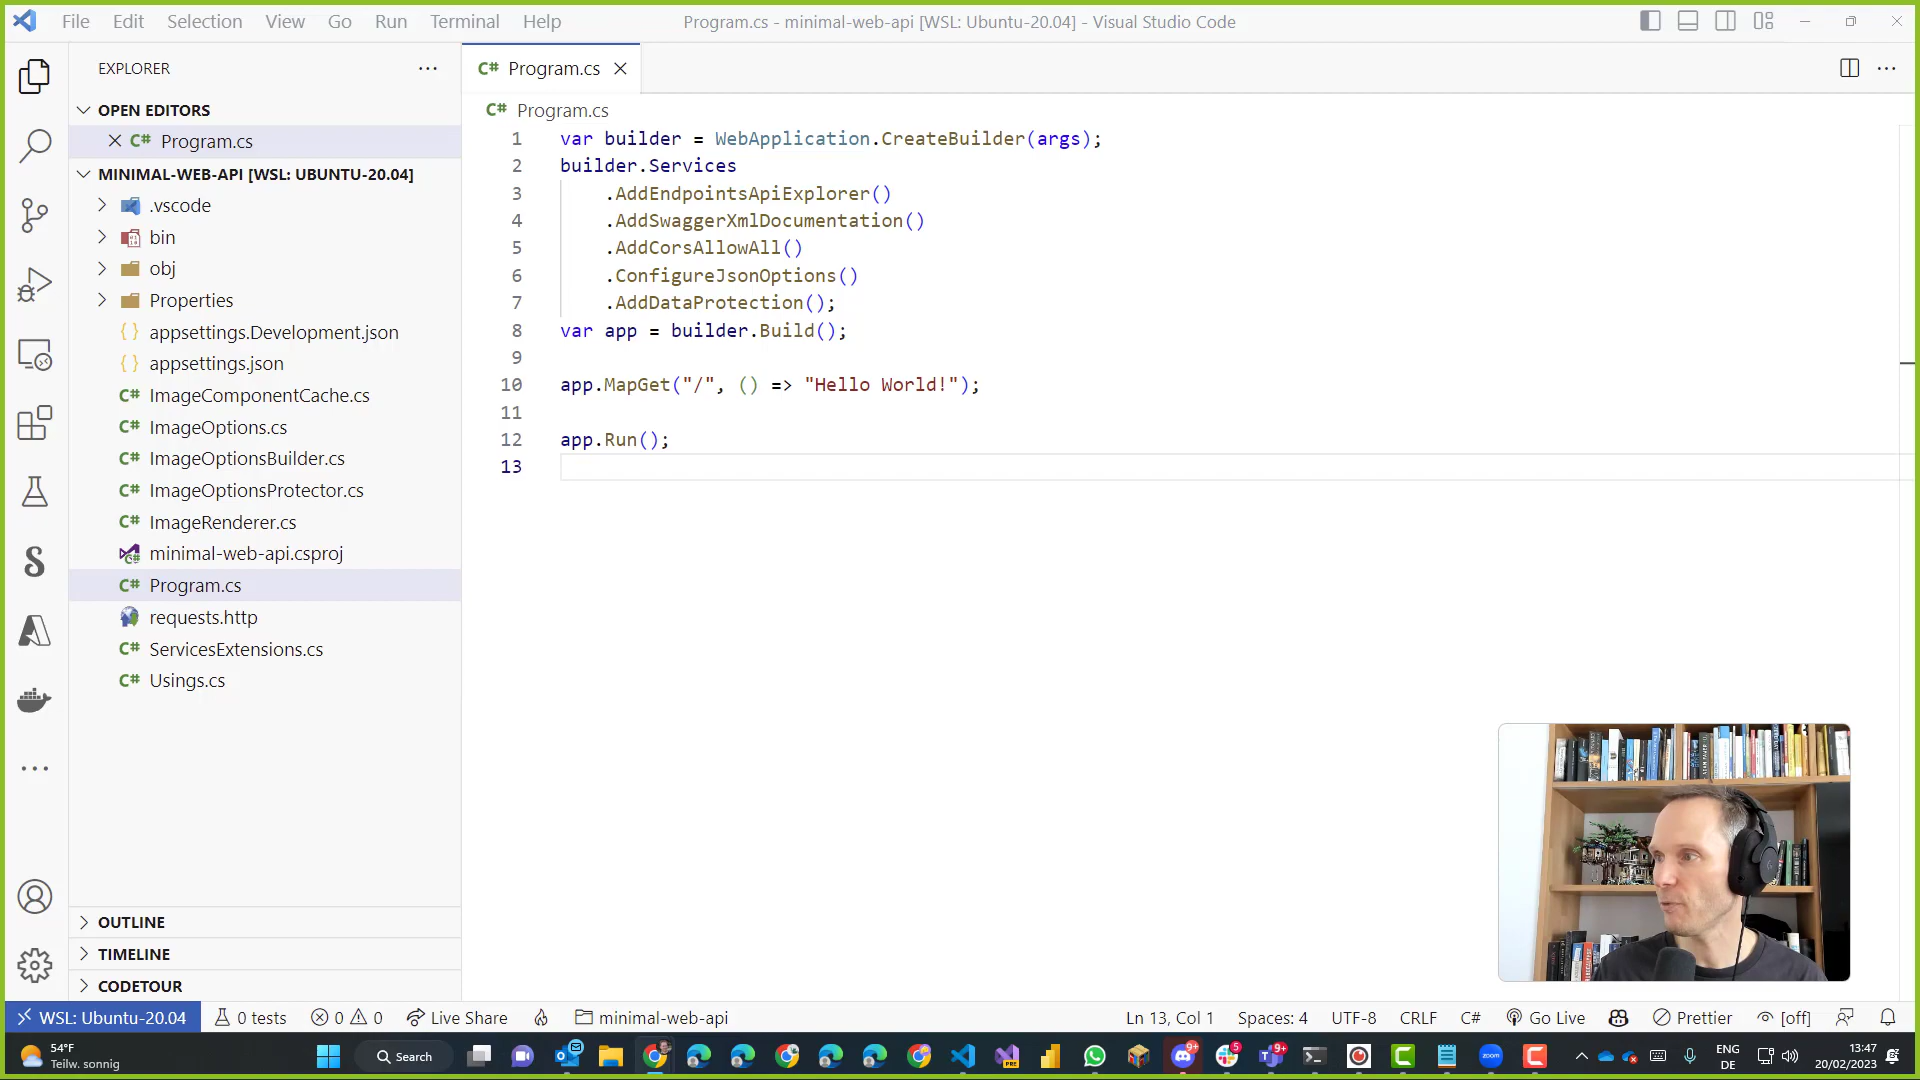 File Edit Selection View Go Run Terminal Help
Program.cs - minimal-web-api [WSL: Ubuntu-20.04] - Visual Studio Code
EXPLORER
OPEN EDITORS
C# Program.cs
MINIMAL-WEB-API [WSL: UBUNTU-20.04]
.vscode
bin
obj
Properties
{ } appsettings.Development.json
{ } appsettings.json
C# ImageComponentCache.cs
C# ImageOptions.cs
C# ImageOptionsBuilder.cs
C# ImageOptionsProtector.cs
C# ImageRenderer.cs
minimal-web-api.csproj
C# Program.cs
requests.http
C# ServicesExtensions.cs
C# Usings.cs
OUTLINE
TIMELINE
CODETOUR
C# Program.cs
C# Program.cs
1 var builder = WebApplication.CreateBuilder(args);
2 builder.Services
3 .AddEndpointsApiExplorer()
4 .AddSwaggerXmlDocumentation()
5 .AddCorsAllowAll()
6 .ConfigureJsonOptions()
7 .AddDataProtection();
8 var app = builder.Build();
9
10 app.MapGet("/", () => "Hello World!");
11
12 app.Run();
13
WSL: Ubuntu-20.04 0 tests 0 0 Live Share minimal-web-api Ln 13, Col 1 Spaces: 4 UTF-8 CRLF C# Go Live Prettier [off]
54°F
Teilw. sonnig
Search
PRE
9+
5
9+
zoom
ENG
DE
13:47
20/02/2023